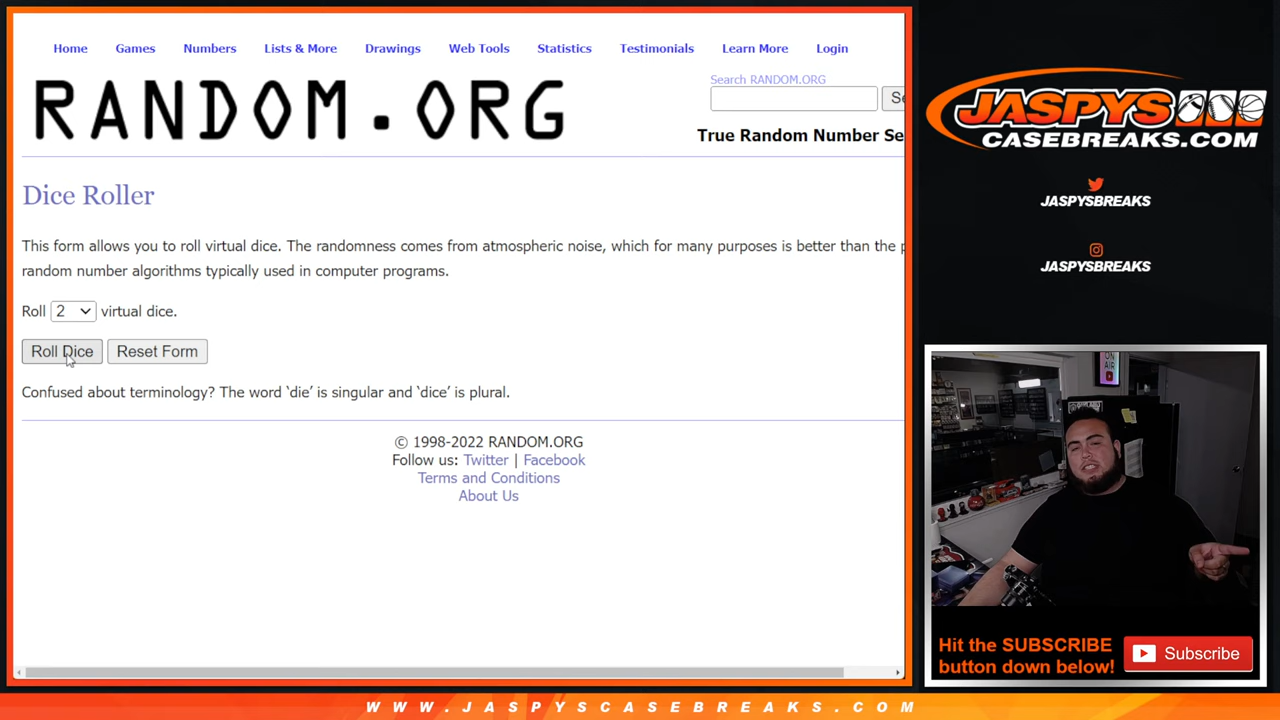 Home Games Numbers Lists & More Drawings Web Tools Statistics Testimonials Learn More Login
RANDOM.ORG
Search RANDOM.ORG
Se
True Random Number Se
Dice Roller
This form allows you to roll virtual dice. The randomness comes from atmospheric noise, which for many purposes is better than the p
random number algorithms typically used in computer programs.
Roll 2 virtual dice.
Roll Dice Reset Form
Confused about terminology? The word ‘die’ is singular and ‘dice’ is plural.
© 1998-2022 RANDOM.ORG
Follow us: Twitter | Facebook
Terms and Conditions
About Us
JASPYS
CASEBREAKS.COM
JASPYSBREAKS
JASPYSBREAKS
ON
AIR
Hit the SUBSCRIBE
button down below!
Subscribe
WWW.JASPYSCASEBREAKS.COM